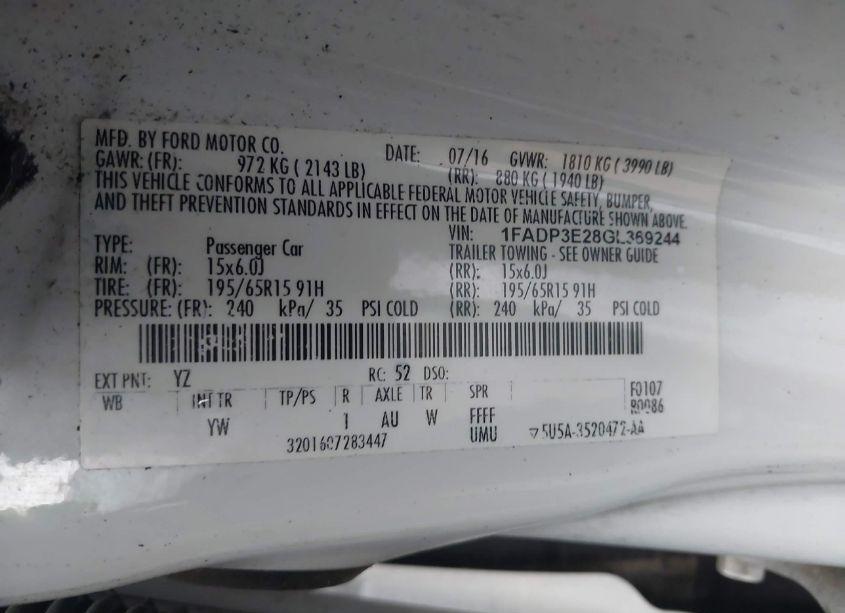 MFD. BY FORD MOTOR CO. DATE: 07/16 GVWR: 1810 KG ( 3990 LB)
GAWR: (FR): 972 KG ( 2143 LB) (RR): 880 KG ( 1940 LB)
THIS VEHICLE CONFORMS TO ALL APPLICABLE FEDERAL MOTOR VEHICLE SAFETY, BUMPER,
AND THEFT PREVENTION STANDARDS IN EFFECT ON THE DATE OF MANUFACTURE SHOWN ABOVE.
VIN: 1FADP3E28GL369244
TYPE: Passenger Car TRAILER TOWING - SEE OWNER GUIDE
RIM: (FR): 15x6.0J (RR): 15x6.0J
TIRE: (FR): 195/65R15 91H (RR): 195/65R15 91H
PRESSURE: (FR): 240 kPa/ 35 PSI COLD (RR): 240 kPa/ 35 PSI COLD
EXT PNT: YZ RC: 52 DSO:
WB INT TR TP/PS R AXLE TR SPR F0107
R0086
YW 1 AU W FFFF
UMU
3201607283447 ▽5U5A-3520472-AA